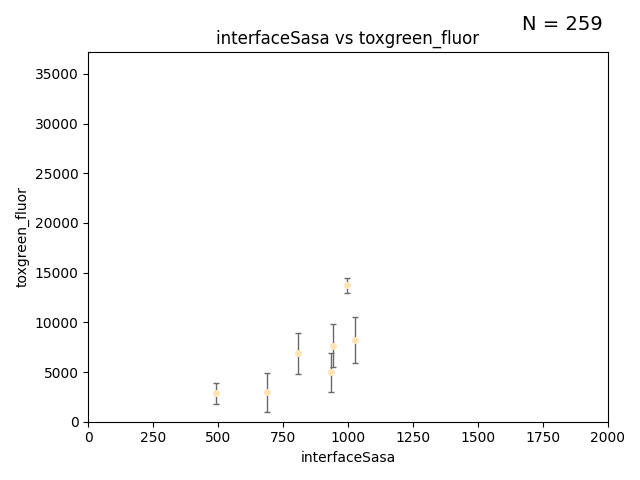 N = 259
interfaceSasa vs toxgreen_fluor
toxgreen_fluor
35000
30000
25000
20000
15000
10000
5000
0
0 250 500 750 1000 1250 1500 1750 2000
interfaceSasa